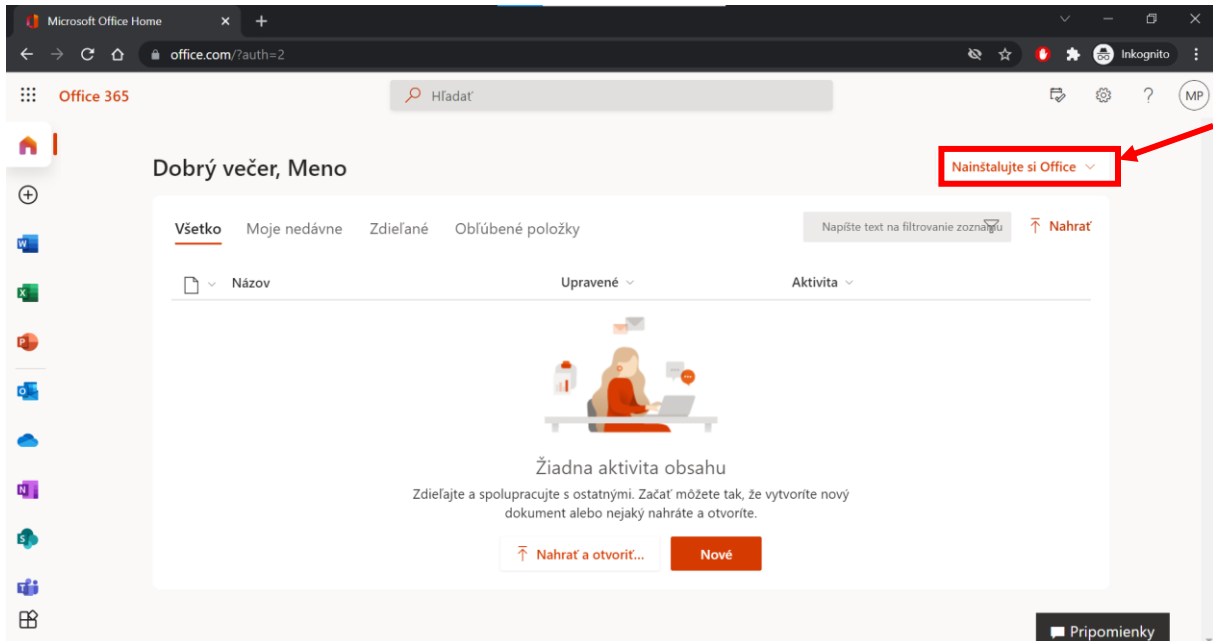 Microsoft Office Home
office.com/?auth=2
Inkognito
Office 365
Hľadať
MP
Dobrý večer, Meno
Nainštalujte si Office
Všetko Moje nedávne Zdieľané Obľúbené položky
Napíšte text na filtrovanie zoznamu
Nahrať
Názov Upravené Aktivita
Žiadna aktivita obsahu
Zdieľajte a spolupracujte s ostatnými. Začať môžete tak, že vytvoríte nový
dokument alebo nejaký nahráte a otvoríte.
Nahrať a otvoriť...
Nové
Pripomienky